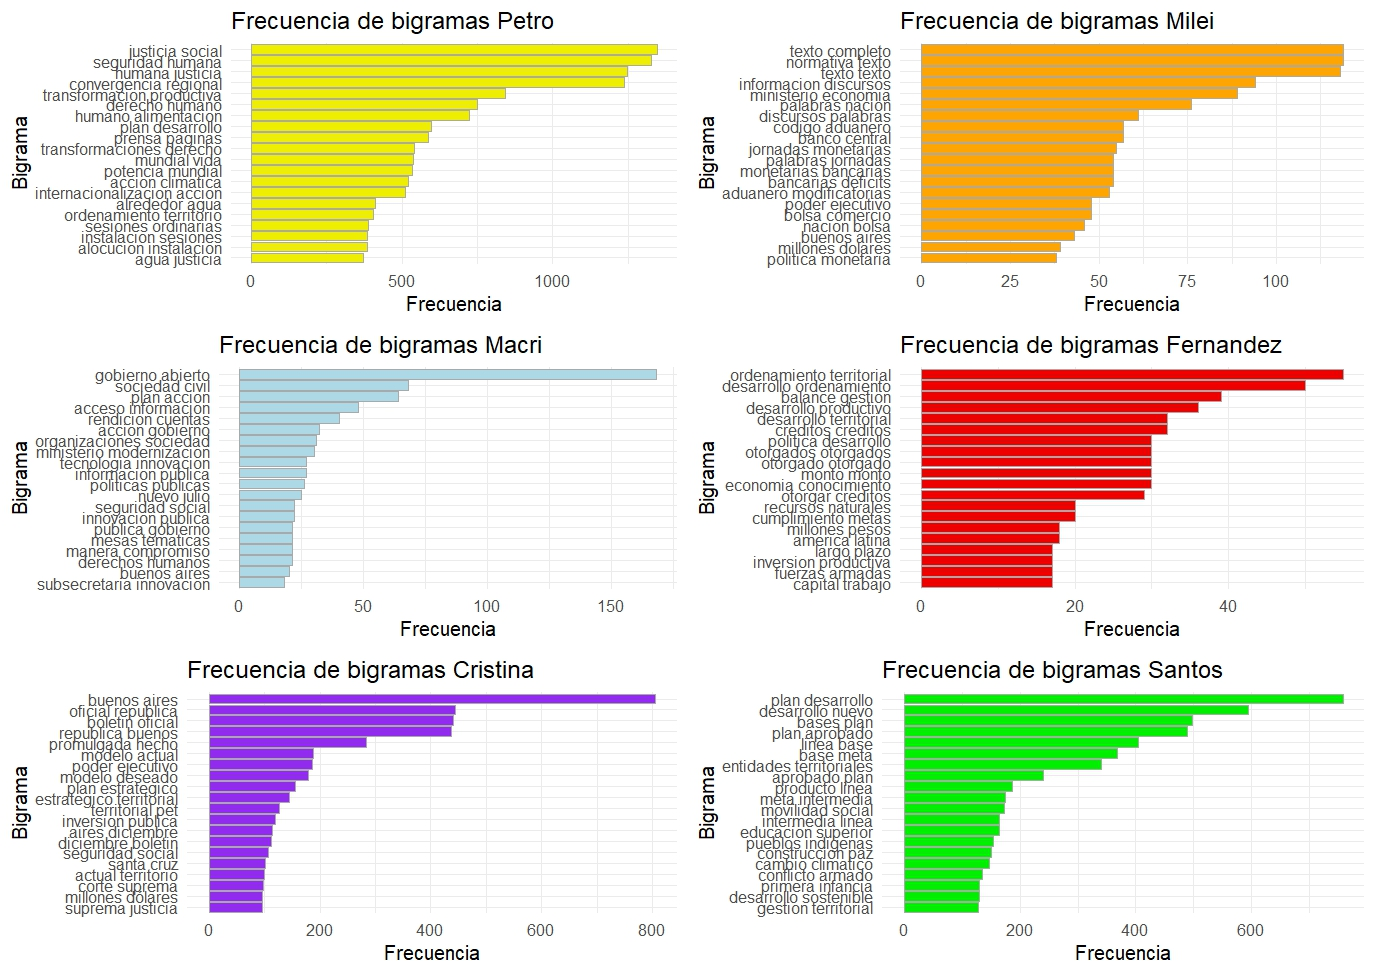 Frecuencia de bigramas Petro
Bigrama
justicia social
seguridad humana
humana justicia
convergencia regional
transformacion productiva
derecho humano
humano alimentacion
plan desarrollo
prensa paginas
transformaciones derecho
mundial vida
potencia mundial
accion climatica
internacionalizacion accion
alrededor agua
ordenamiento territorio
sesiones ordinarias
instalacion sesiones
alocucion instalacion
agua justicia
0 500 1000
Frecuencia
Frecuencia de bigramas Milei
Bigrama
texto completo
normativa texto
texto texto
informacion discursos
ministerio economia
palabras nacion
discursos palabras
codigo aduanero
banco central
jornadas monetarias
palabras jornadas
monetarias bancarias
bancarias deficits
aduanero modificatorias
poder ejecutivo
bolsa comercio
nacion bolsa
buenos aires
millones dolares
politica monetaria
0 25 50 75 100
Frecuencia
Frecuencia de bigramas Macri
Bigrama
gobierno abierto
sociedad civil
plan accion
acceso informacion
rendicion cuentas
accion gobierno
organizaciones sociedad
ministerio modernizacion
tecnologia innovacion
informacion publica
politicas publicas
nuevo julio
seguridad social
innovacion publica
publica gobierno
mesas tematicas
manera compromiso
derechos humanos
buenos aires
subsecretaria innovacion
0 50 100 150
Frecuencia
Frecuencia de bigramas Fernandez
Bigrama
ordenamiento territorial
desarrollo ordenamiento
balance gestion
desarrollo productivo
desarrollo territorial
creditos creditos
politica desarrollo
otorgados otorgados
otorgado otorgado
monto monto
economia conocimiento
otorgar creditos
recursos naturales
cumplimiento metas
millones pesos
america latina
largo plazo
inversion productiva
fuerzas armadas
capital trabajo
0 20 40
Frecuencia
Frecuencia de bigramas Cristina
Bigrama
buenos aires
oficial republica
boletin oficial
republica buenos
promulgada hecho
modelo actual
poder ejecutivo
modelo deseado
plan estrategico
estrategico territorial
territorial pet
inversion publica
aires diciembre
diciembre boletin
seguridad social
santa cruz
actual territorio
corte suprema
millones dolares
suprema justicia
0 200 400 600 800
Frecuencia
Frecuencia de bigramas Santos
Bigrama
plan desarrollo
desarrollo nuevo
bases plan
plan aprobado
linea base
base meta
entidades territoriales
aprobado plan
producto linea
meta intermedia
movilidad social
intermedia linea
educacion superior
pueblos indigenas
construccion paz
cambio climatico
conflicto armado
primera infancia
desarrollo sostenible
gestion territorial
0 200 400 600
Frecuencia